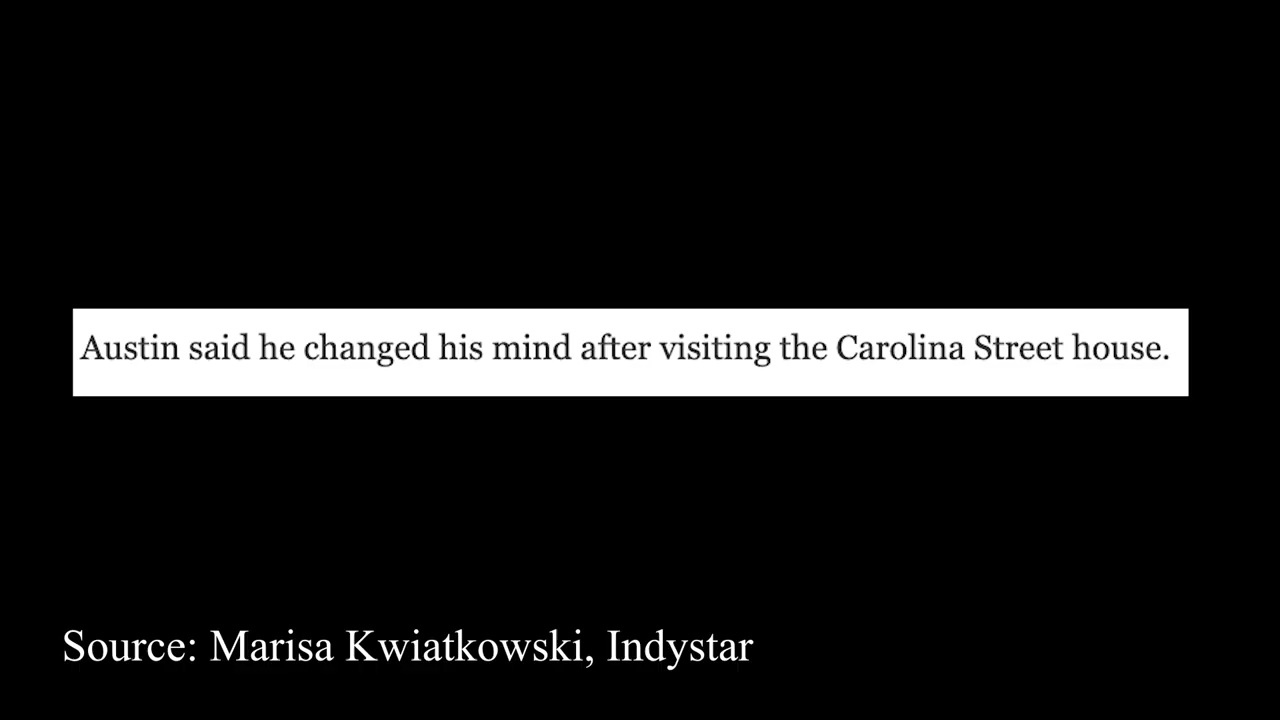 Austin said he changed his mind after visiting the Carolina Street house.
Source: Marisa Kwiatkowski, Indystar